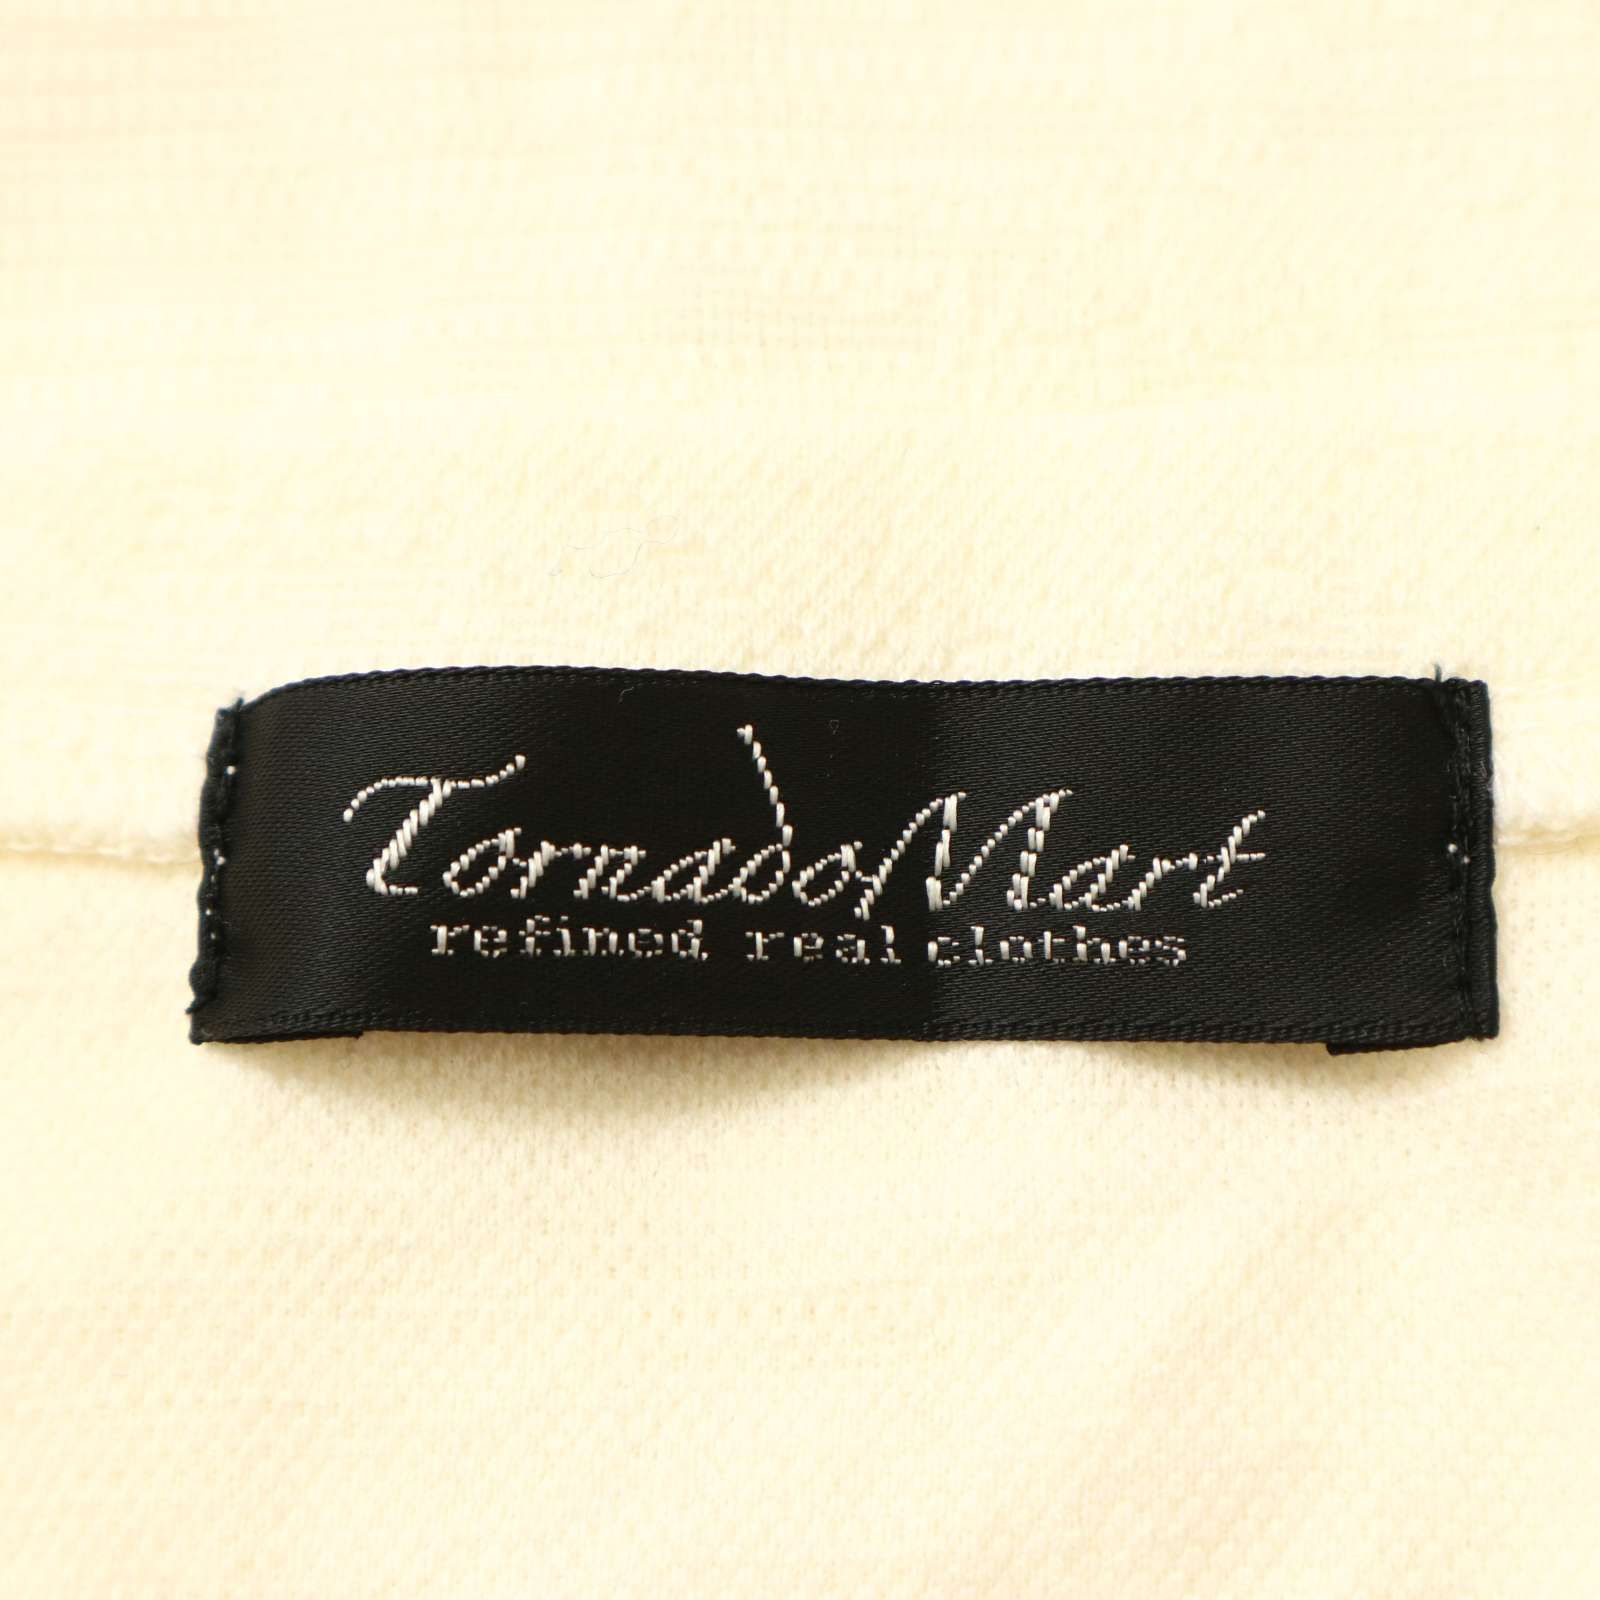 TornadoMart
refined real clothes